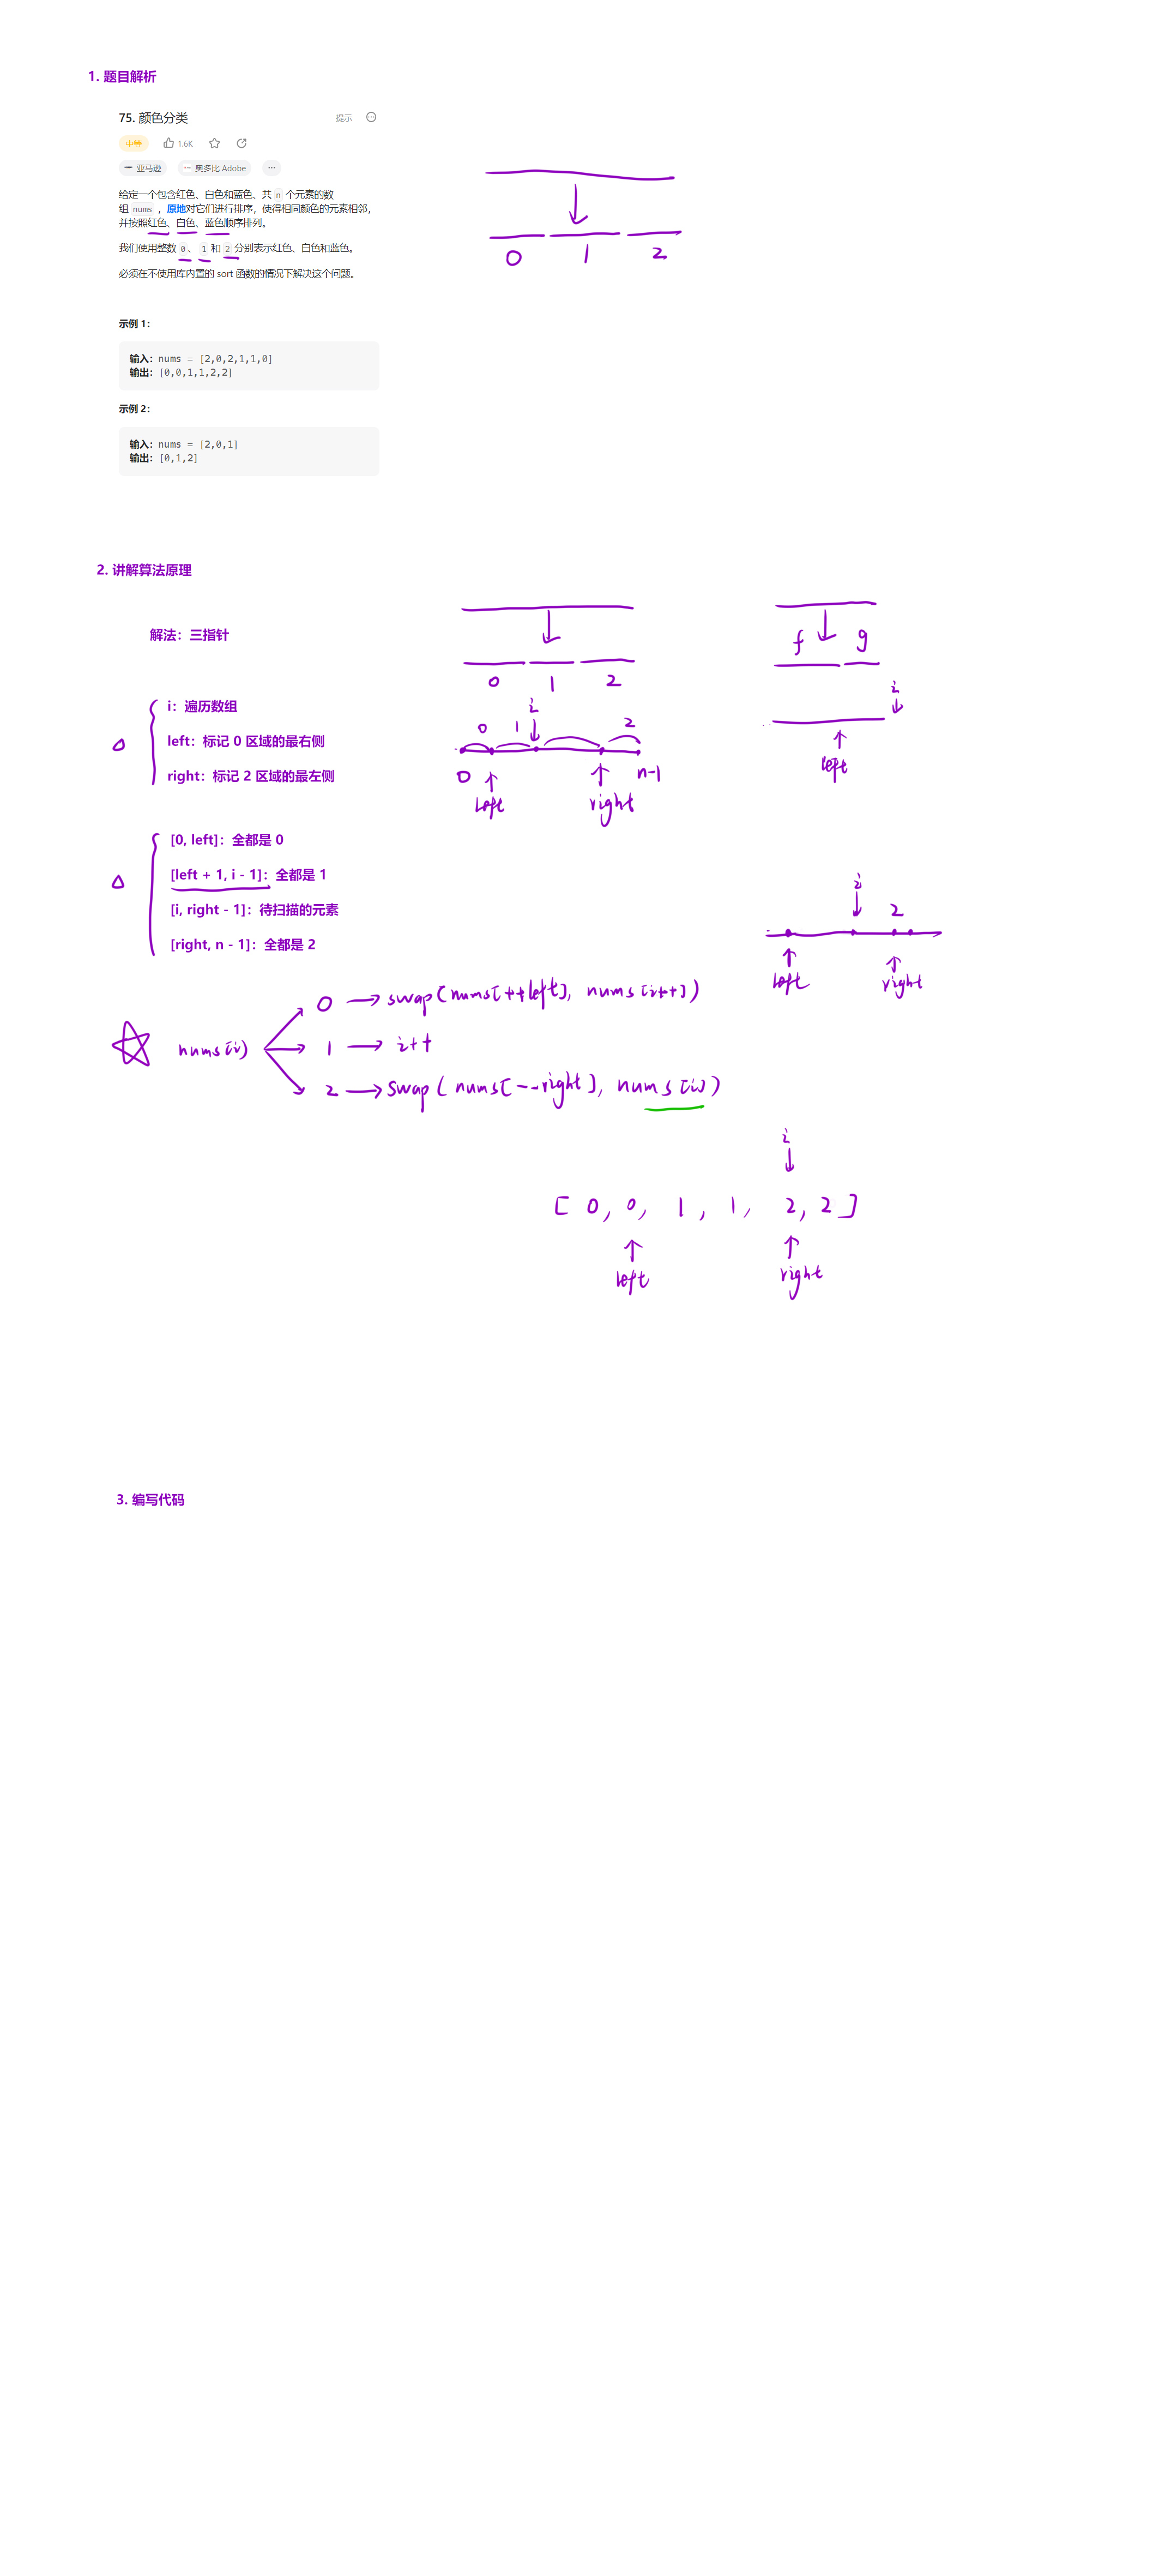 1. 题目解析
75. 颜色分类
提示
中等
1.6K
亚马逊
奥多比 Adobe
给定一个包含红色、白色和蓝色、共 n 个元素的数
组 nums ，原地对它们进行排序，使得相同颜色的元素相邻，
并按照红色、白色、蓝色顺序排列。
我们使用整数 0、 1 和 2 分别表示红色、白色和蓝色。
必须在不使用库内置的 sort 函数的情况下解决这个问题。
0 1 2
示例 1：
输入：nums = [2,0,2,1,1,0]
输出：[0,0,1,1,2,2]
示例 2：
输入：nums = [2,0,1]
输出：[0,1,2]
2. 讲解算法原理
解法：三指针
0 1 2
f g
i
left
i：遍历数组
left：标记 0 区域的最右侧
right：标记 2 区域的最左侧
i
0 1 2
0 left right n-1
[0, left]：全都是 0
[left + 1, i - 1]：全都是 1
[i, right - 1]：待扫描的元素
[right, n - 1]：全都是 2
i
2
left right
nums[i]
0 → swap(nums[++left], nums[i++])
1 → i++
2 → swap(nums[--right], nums[i])
i
[0, 0, 1, 1, 2, 2]
left right
3. 编写代码